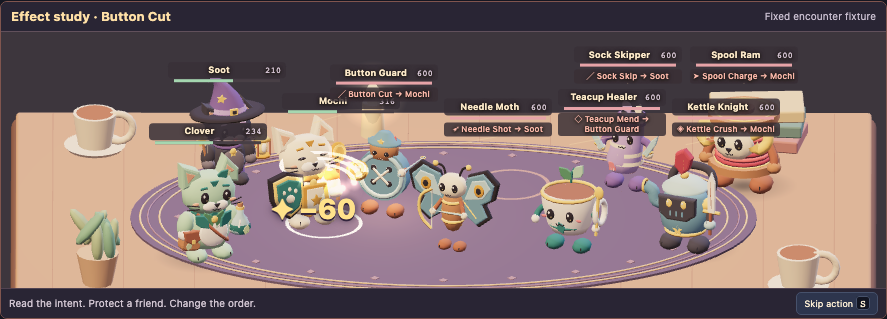 Effect study · Button Cut
Fixed encounter fixture
Sock Skipper 600
Sock Skip → Soot
Spool Ram 600
Spool Charge → Mochi
Soot 210
Button Guard 600
Button Cut → Mochi
Mochi 318
Needle Moth 600
Needle Shot → Soot
Teacup Healer 600
Teacup Mend →
Button Guard
Kettle Knight 600
Kettle Crush → Mochi
Clover 234
-60
Read the intent. Protect a friend. Change the order.
Skip action S